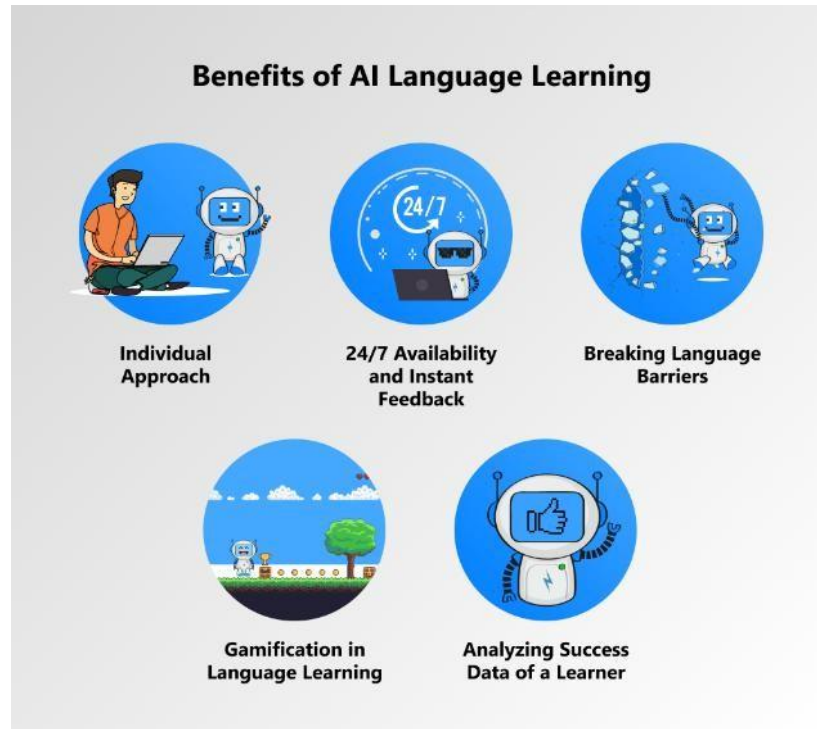 Benefits of AI Language Learning
24/7
Individual
Approach
24/7 Availability
and Instant
Feedback
Breaking Language
Barriers
Gamification in
Language Learning
Analyzing Success
Data of a Learner